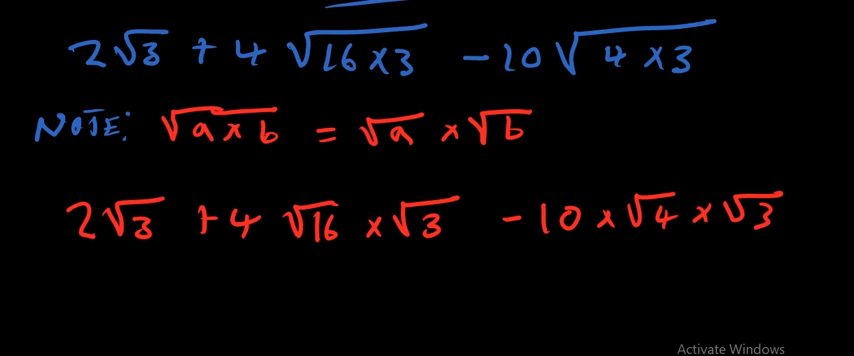 2√3 + 4 √(16 × 3) - 10 √(4 × 3)
NOTE: √(a × b) = √a × √b
2√3 + 4 √16 × √3 - 10 × √4 × √3
Activate Windows